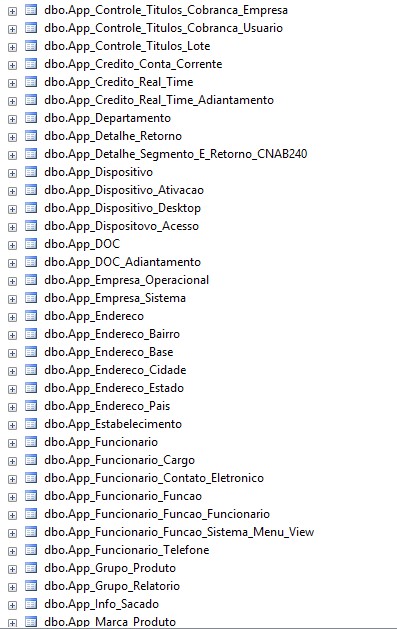 dbo.App_Controle_Titulos_Cobranca_Empresa
dbo.App_Controle_Titulos_Cobranca_Usuario
dbo.App_Controle_Titulos_Lote
dbo.App_Credito_Conta_Corrente
dbo.App_Credito_Real_Time
dbo.App_Credito_Real_Time_Adiantamento
dbo.App_Departamento
dbo.App_Detalhe_Retorno
dbo.App_Detalhe_Segmento_E_Retorno_CNAB240
dbo.App_Dispositivo
dbo.App_Dispositivo_Ativacao
dbo.App_Dispositivo_Desktop
dbo.App_Dispositovo_Acesso
dbo.App_DOC
dbo.App_DOC_Adiantamento
dbo.App_Empresa_Operacional
dbo.App_Empresa_Sistema
dbo.App_Endereco
dbo.App_Endereco_Bairro
dbo.App_Endereco_Base
dbo.App_Endereco_Cidade
dbo.App_Endereco_Estado
dbo.App_Endereco_Pais
dbo.App_Estabelecimento
dbo.App_Funcionario
dbo.App_Funcionario_Cargo
dbo.App_Funcionario_Contato_Eletronico
dbo.App_Funcionario_Funcao
dbo.App_Funcionario_Funcao_Funcionario
dbo.App_Funcionario_Funcao_Sistema_Menu_View
dbo.App_Funcionario_Telefone
dbo.App_Grupo_Produto
dbo.App_Grupo_Relatorio
dbo.App_Info_Sacado
dbo.App_Marca_Produto